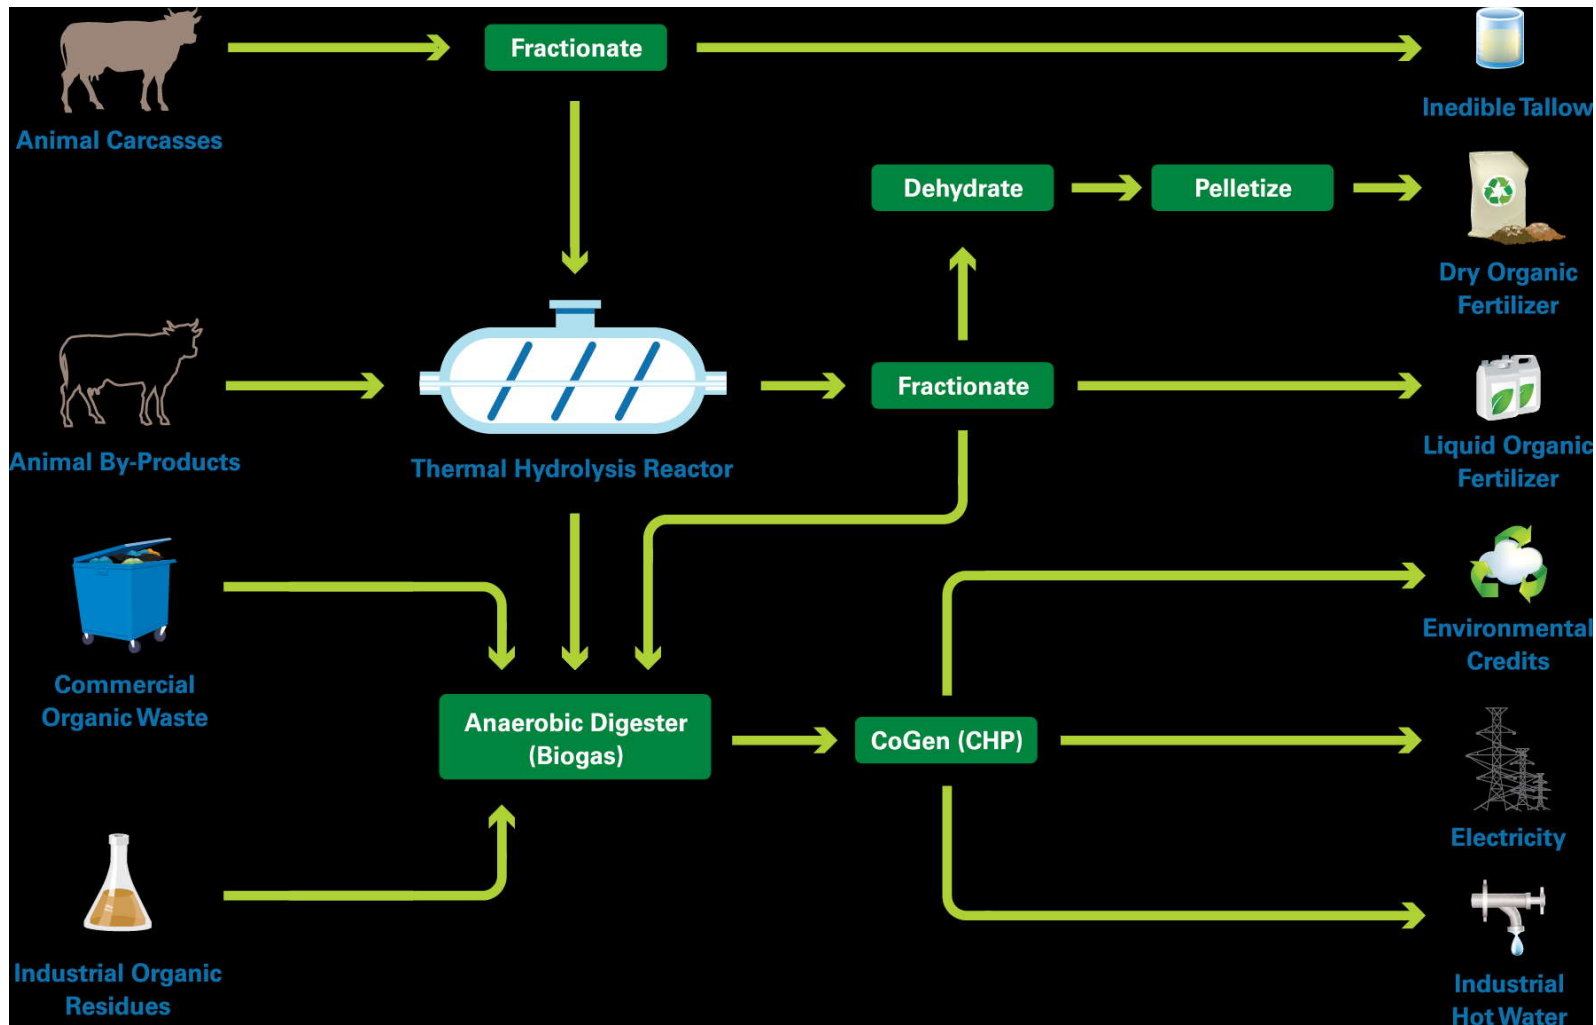 Fractionate
Animal Carcasses
Inedible Tallow
Dehydrate
Pelletize
Dry Organic
Fertilizer
Fractionate
Animal By-Products
Thermal Hydrolysis Reactor
Liquid Organic
Fertilizer
Commercial
Organic Waste
Environmental
Credits
Anaerobic Digester
(Biogas)
CoGen (CHP)
Electricity
Industrial Organic
Residues
Industrial
Hot Water